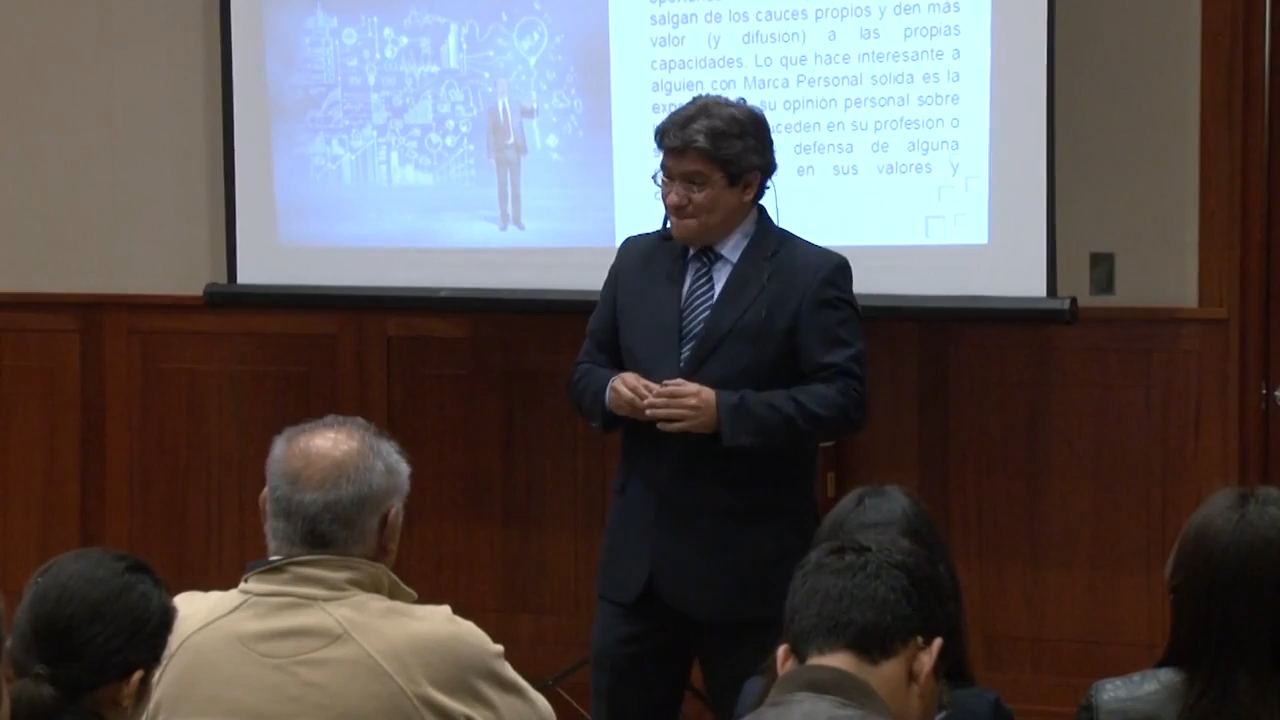 salgan de los cauces propios y den más
valor (y difusión) a las propias
capacidades. Lo que hace interesante a
alguien con Marca Personal sólida es la
su opinión personal sobre
suceden en su profesión o
defensa de alguna
en sus valores y